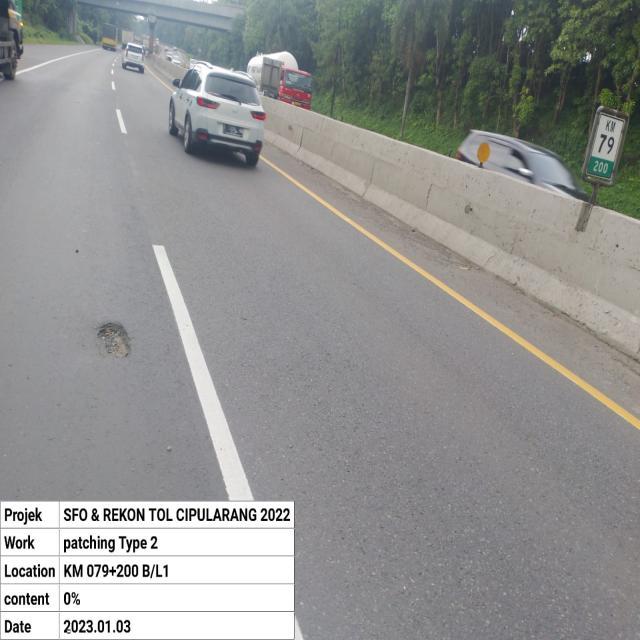 KM
79
200
Projek SFO & REKON TOL CIPULARANG 2022
Work patching Type 2
Location KM 079+200 B/L1
content 0%
Date 2023.01.03